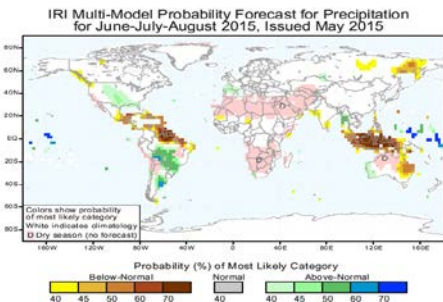 IRI Multi-Model Probability Forecast for Precipitation
for June-July-August 2015, Issued May 2015
80N
60N
40N
20N
EQ
20S
40S
60S
80S
D
D
D
Colors show probability
of most likely category
White indicates climatology
D Dry season (no forecast)
160W 120W 80W 40W 0 40E 80E 120E 160E
Probability (%) of Most Likely Category
Below-Normal Normal Above-Normal
40 45 50 60 70 40 40 45 50 60 70